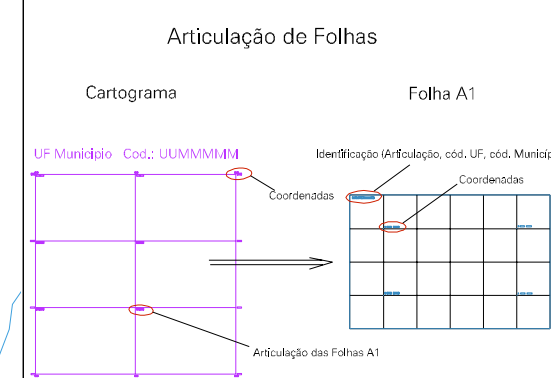 Articulação de Folhas
Cartograma
Folha A1
UF Municipio Cod.: UUMMMMM
Identificação (Articulação, cód. UF, cód. Municíp
Coordenadas
Coordenadas
Articulação das Folhas A1